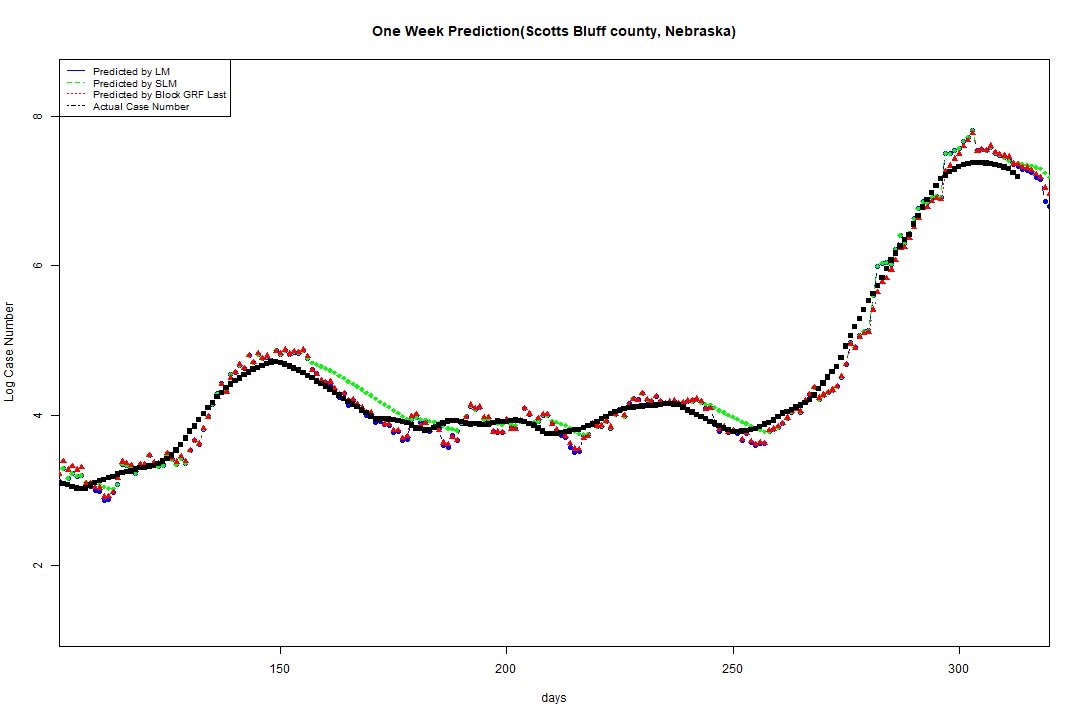 One Week Prediction(Scotts Bluff county, Nebraska)
Predicted by LM
Predicted by SLM
Predicted by Block GRF Last
Actual Case Number
8
6
4
2
Log Case Number
150
200
250
300
days